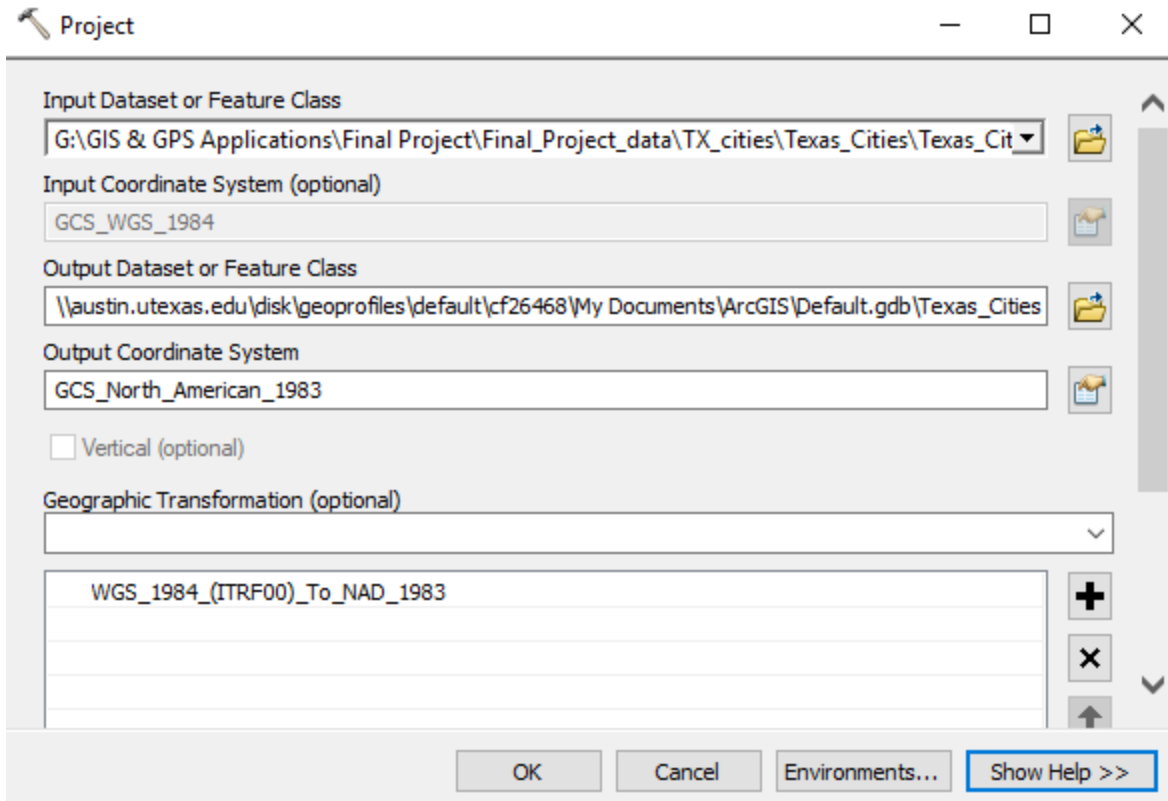 Project
Input Dataset or Feature Class
G:\GIS & GPS Applications\Final Project\Final_Project_data\TX_cities\Texas_Cities\Texas_Cit
Input Coordinate System (optional)
GCS_WGS_1984
Output Dataset or Feature Class
\\austin.utexas.edu\disk\geoprofiles\default\cf26468\My Documents\ArcGIS\Default.gdb\Texas_Cities
Output Coordinate System
GCS_North_American_1983
Vertical (optional)
Geographic Transformation (optional)
WGS_1984_(ITRF00)_To_NAD_1983
OK Cancel Environments... Show Help >>